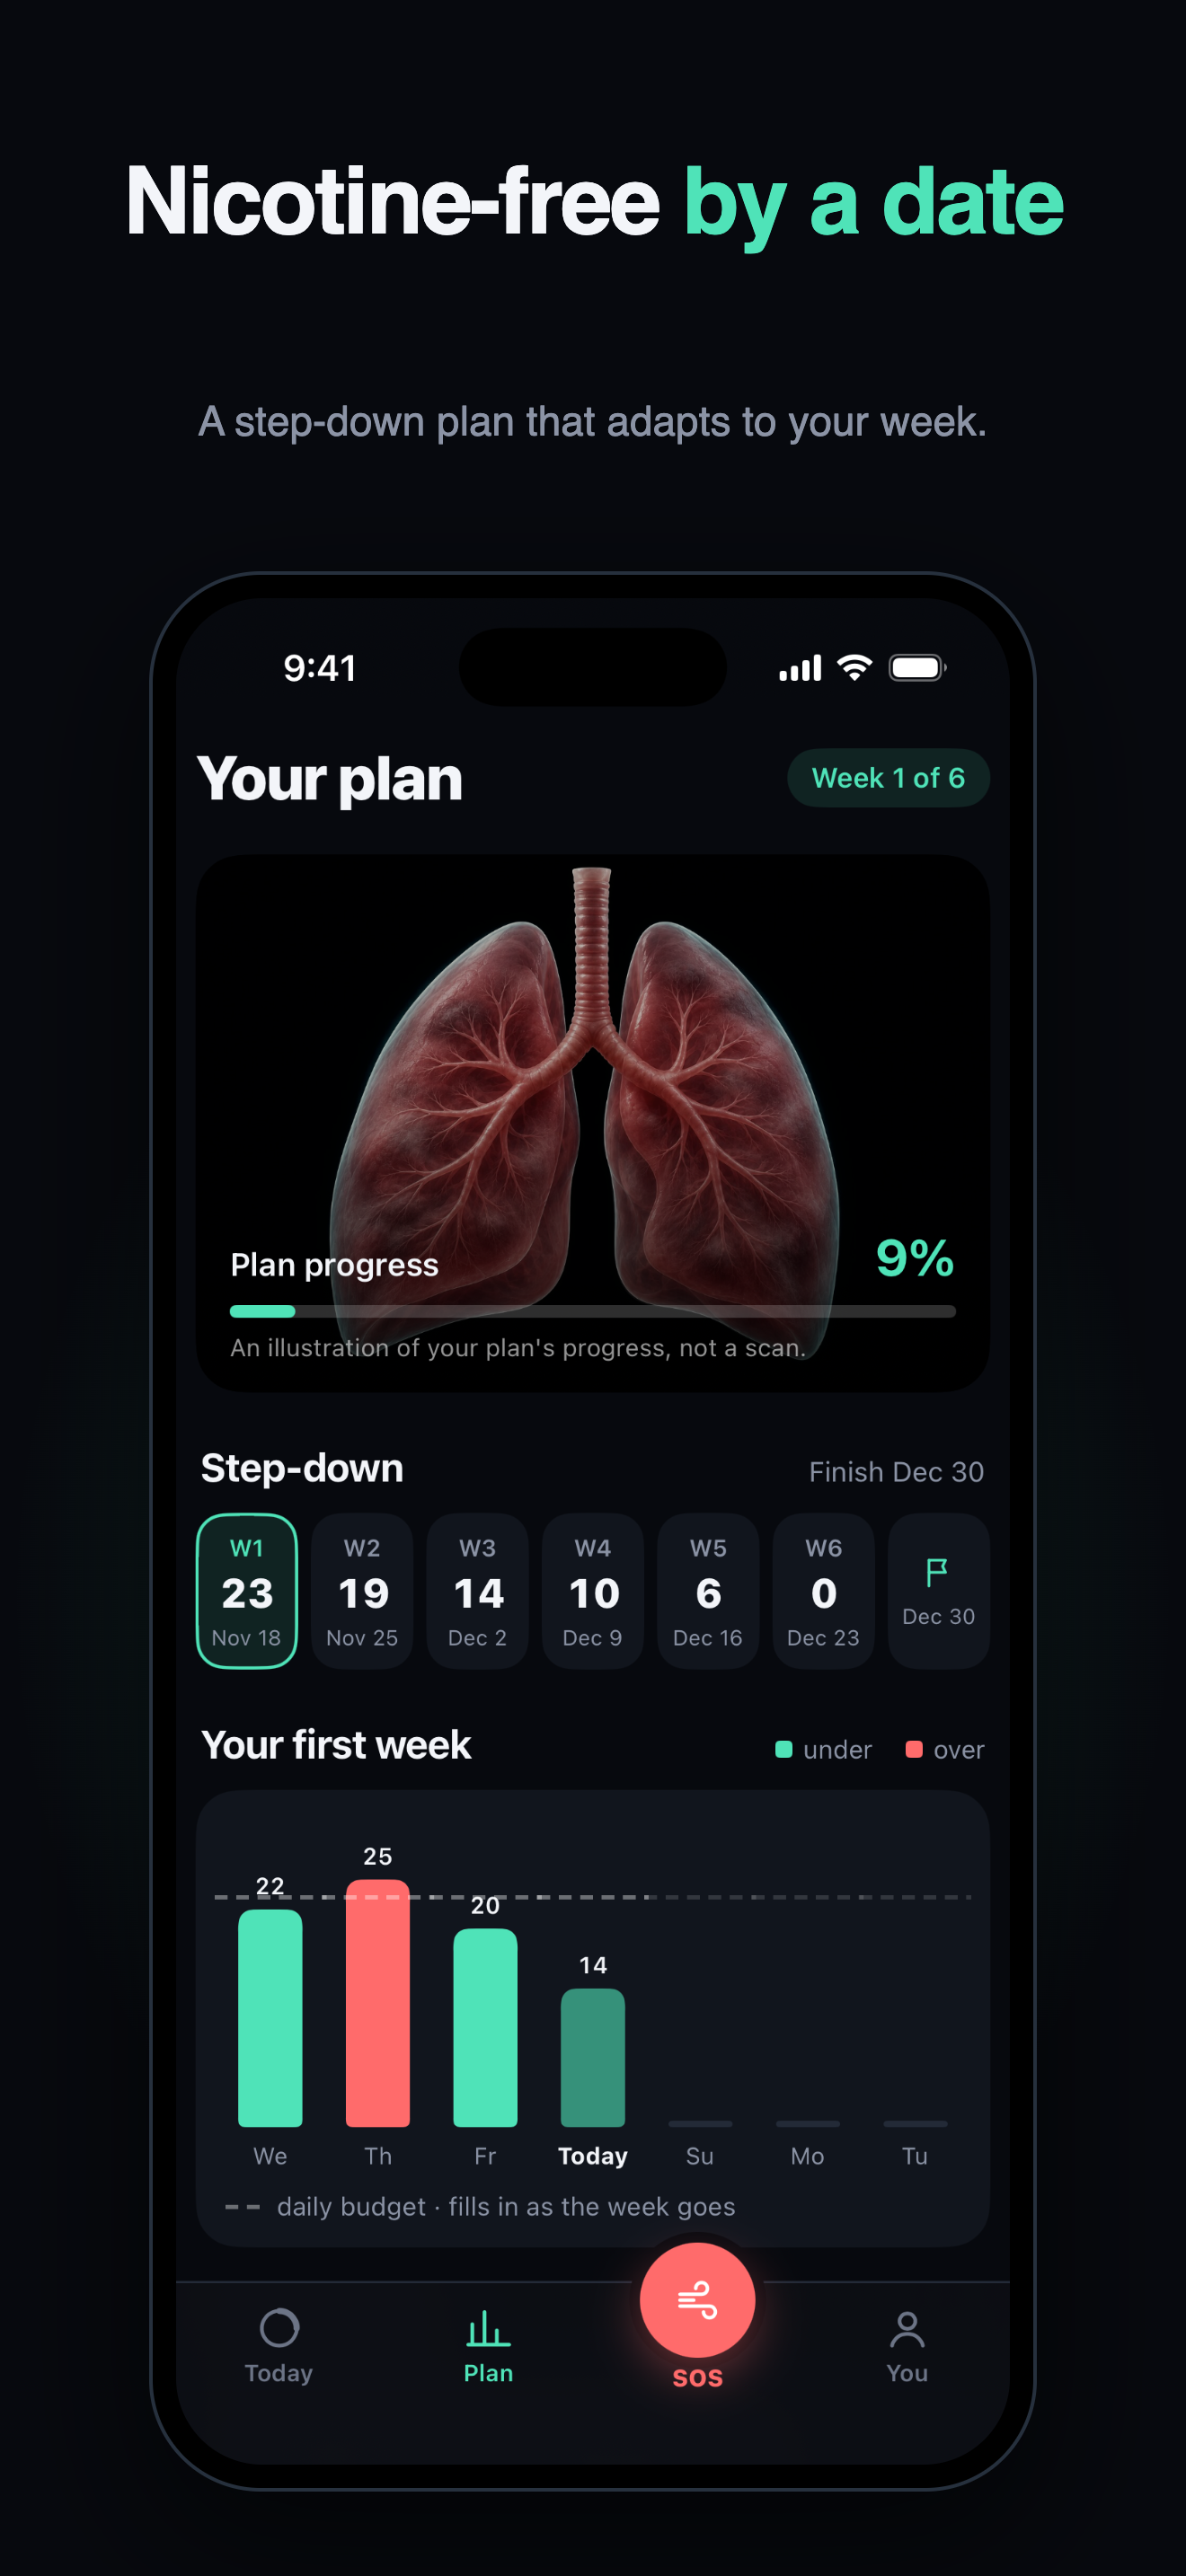 Nicotine-free by a date
A step-down plan that adapts to your week.
9:41
Your plan
Week 1 of 6
Plan progress
9%
An illustration of your plan's progress, not a scan.
Step-down
Finish Dec 30
W1 W2 W3 W4 W5 W6
23 19 14 10 6 0
Nov 18 Nov 25 Dec 2 Dec 9 Dec 16 Dec 23 Dec 30
Your first week
under over
22 25 20 14
We Th Fr Today Su Mo Tu
daily budget · fills in as the week goes
Today Plan SOS You